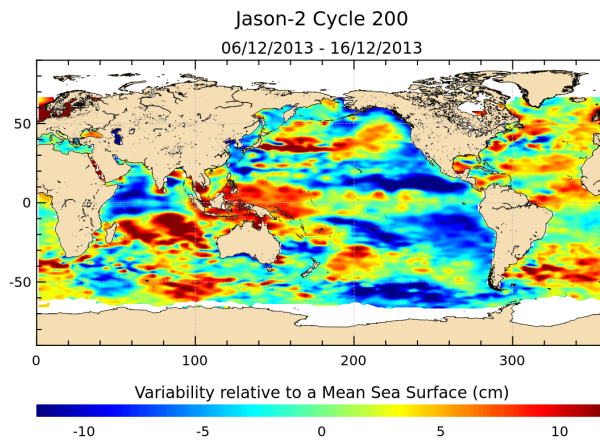 Jason-2 Cycle 200
06/12/2013 - 16/12/2013
50
0
-50
0 100 200 300
Variability relative to a Mean Sea Surface (cm)
-10 -5 0 5 10